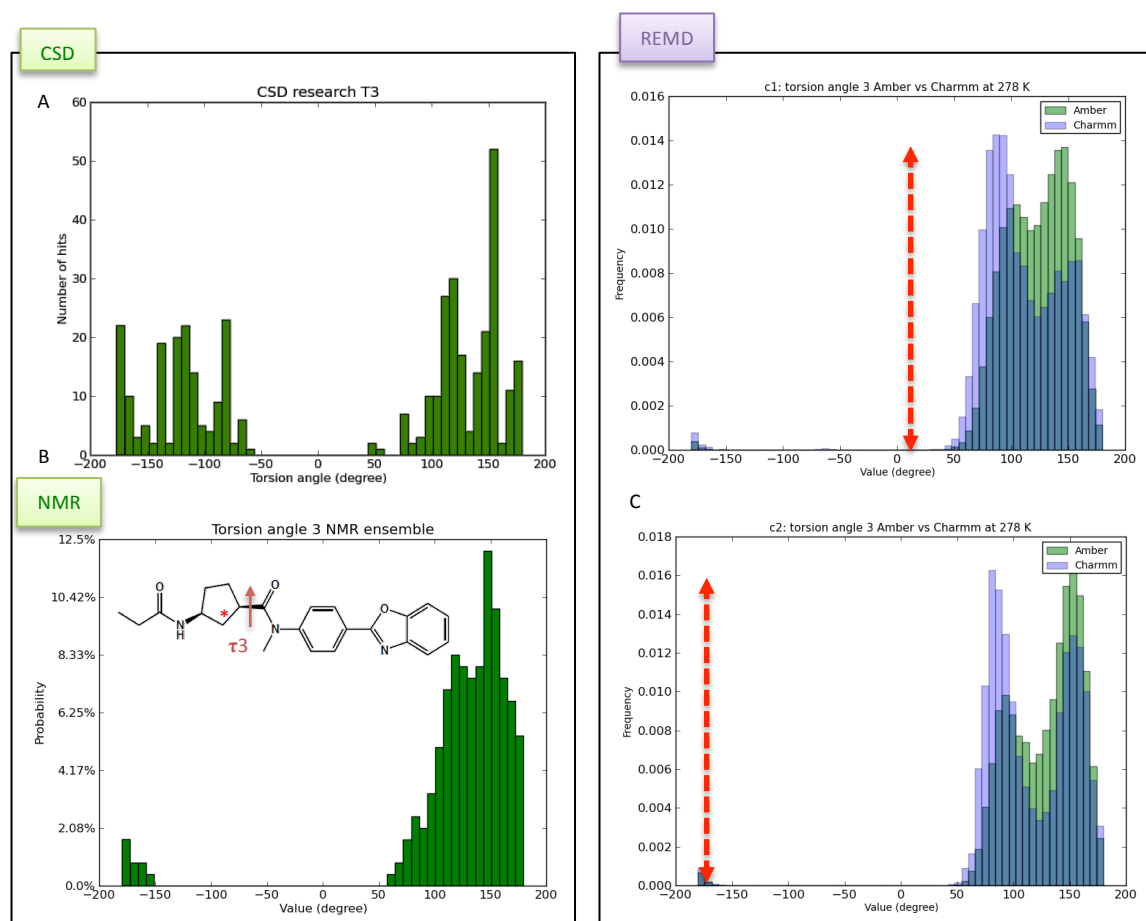 CSD
A
CSD research T3
60
50
40
30
20
10
0
Number of hits
−200 −150 −100 −50 0 50 100 150 200
Torsion angle (degree)
B
NMR
Torsion angle 3 NMR ensemble
12.5%
10.42%
8.33%
6.25%
4.17%
2.08%
0.0%
Probability
O
N
H
*
τ3
O
N
O
N
−200 −150 −100 −50 0 50 100 150 200
Value (degree)
REMD
c1: torsion angle 3 Amber vs Charmm at 278 K
Amber
Charmm
0.016
0.014
0.012
0.010
0.008
0.006
0.004
0.002
0.000
Frequency
−200 −150 −100 −50 0 50 100 150 200
Value (degree)
C
c2: torsion angle 3 Amber vs Charmm at 278 K
Amber
Charmm
0.018
0.016
0.014
0.012
0.010
0.008
0.006
0.004
0.002
0.000
Frequency
−200 −150 −100 −50 0 50 100 150 200
Value (degree)